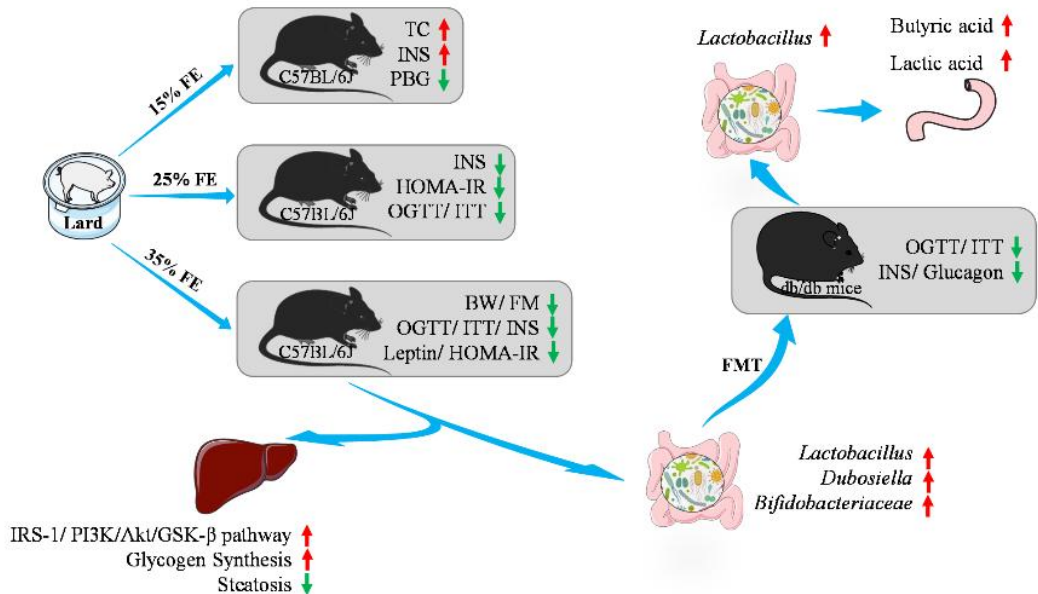 15% FE
25% FE
35% FE
Lard
C57BL/6J
TC ↑
INS ↑
PBG ↓
C57BL/6J
INS ↓
HOMA-IR ↓
OGTT/ ITT ↓
C57BL/6J
BW/ FM ↓
OGTT/ ITT/ INS ↓
Leptin/ HOMA-IR ↓
IRS-1/ PI3K/Akt/GSK-β pathway ↑
Glycogen Synthesis ↑
Steatosis ↓
Lactobacillus ↑
Dubosiella ↑
Bifidobacteriaceae ↑
FMT
db/db mice
OGTT/ ITT ↓
INS/ Glucagon ↓
Lactobacillus ↑
Butyric acid ↑
Lactic acid ↑